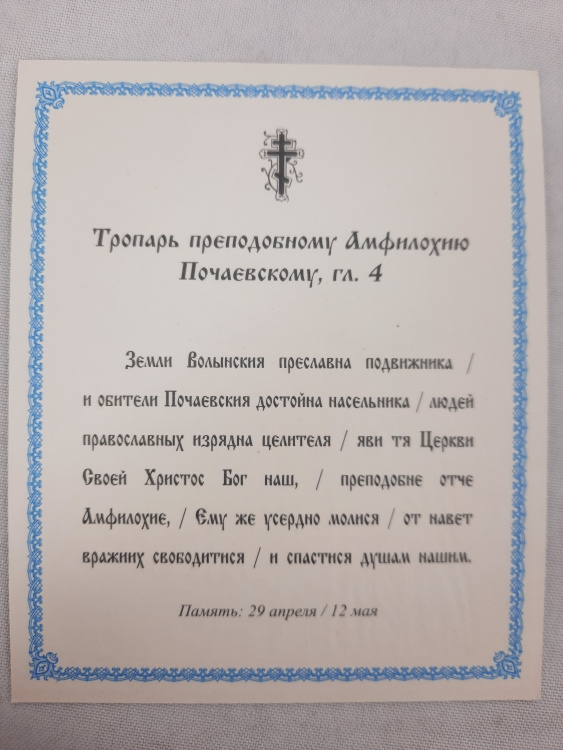 Тропарь преподобному Амфилохию
Почаевскому, гл. 4
Земли Волынския преславна подвижника /
и обители Почаевския достойна насельника / людей
православных изрядна целителя / яви тя Церкви
Своей Христос Бог наш, / преподобне отче
Амфилохие, / Ему же усердно молися / от навет
вражиих свободитися / и спастися душам нашим.
Память: 29 апреля / 12 мая